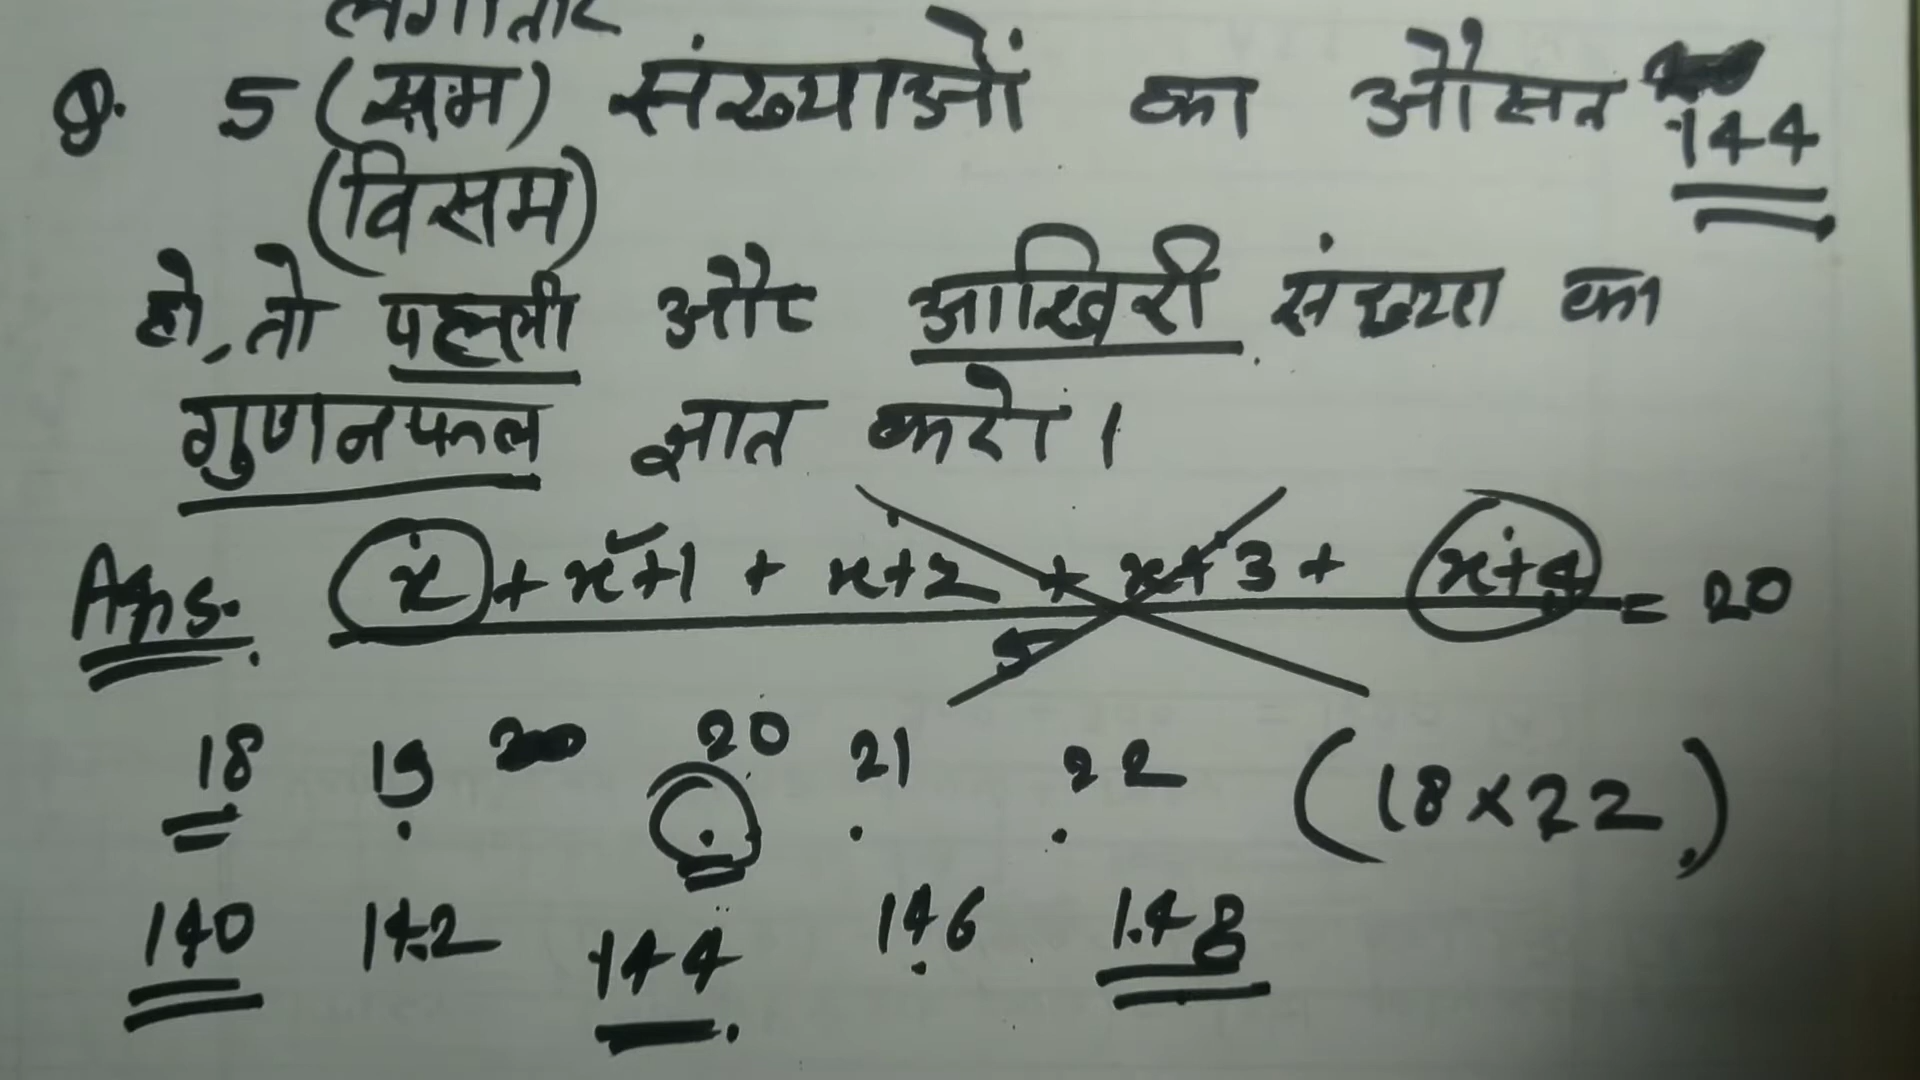 लगातार
Q. 5 (सम) संख्याओं का औसत 144
(विसम)
हो, तो पहली और आखिरी संख्या का
गुणनफल ज्ञात करो।
Ans. x + x+1 + x+2 + x+3 + x+4 = 20
5
18 19 20 21 22 (18×22)
140 142 144 146 148